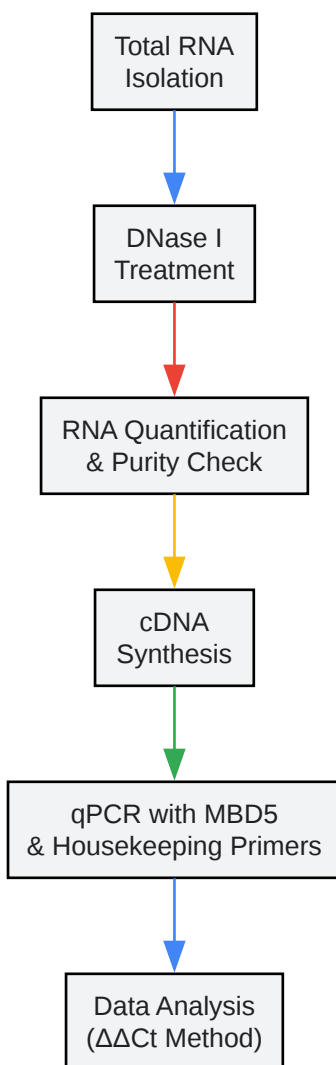 Total RNA
Isolation
DNase I
Treatment
RNA Quantification
& Purity Check
cDNA
Synthesis
qPCR with MBD5
& Housekeeping Primers
Data Analysis
(ΔΔCt Method)